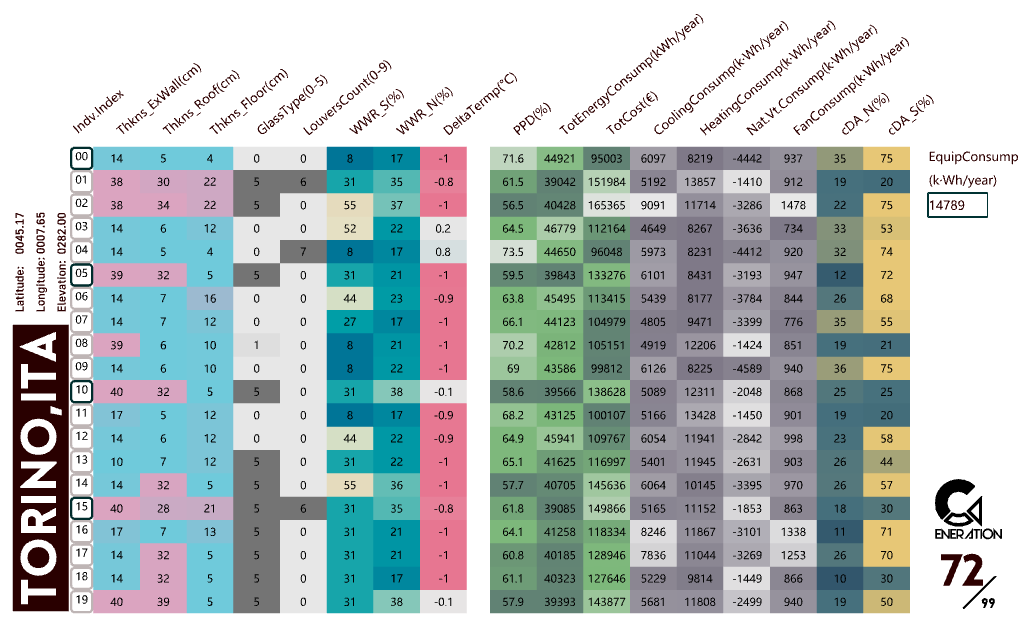 Indv.Index Thkns_ExWall(cm) Thkns_Roof(cm) Thkns_Floor(cm) GlassType(0-5) LouversCount(0-9) WWR_S(%) WWR_N(%) DeltaTermp(°C) PPD(%) TotEnergyConsump(kWh/year) TotCost(€) CoolingConsump(k·Wh/year) HeatingConsump(k·Wh/year) Nat.Vt.Consump(k·Wh/year) FanConsump(k·Wh/year) cDA_N(%) cDA_S(%)
00 14 5 4 0 0 8 17 -1 71.6 44921 95003 6097 8219 -4442 937 35 75
01 38 30 22 5 6 31 35 -0.8 61.5 39042 151984 5192 13857 -1410 912 19 20
02 38 34 22 5 0 55 37 -1 56.5 40428 165365 9091 11714 -3286 1478 22 75
03 14 6 12 0 0 52 22 0.2 64.5 46779 112164 4649 8267 -3636 734 33 53
04 14 5 4 0 7 8 17 0.8 73.5 44650 96048 5973 8231 -4412 920 32 74
05 39 32 5 5 0 31 21 -1 59.5 39843 133276 6101 8431 -3193 947 12 72
06 14 7 16 0 0 44 23 -0.9 63.8 45495 113415 5439 8177 -3784 844 26 68
07 14 7 12 0 0 27 17 -1 66.1 44123 104979 4805 9471 -3399 776 35 55
08 39 6 10 1 0 8 21 -1 70.2 42812 105151 4919 12206 -1424 851 19 21
09 14 6 10 0 0 8 22 -1 69 43586 99812 6126 8225 -4589 940 36 75
10 40 32 5 5 0 31 38 -0.1 58.6 39566 138628 5089 12311 -2048 868 25 25
11 17 5 12 0 0 8 17 -0.9 68.2 43125 100107 5166 13428 -1450 901 19 20
12 14 6 12 0 0 44 22 -0.9 64.9 45941 109767 6054 11941 -2842 998 23 58
13 10 7 12 5 0 31 22 -1 65.1 41625 116997 5401 11945 -2631 903 26 44
14 14 32 5 5 0 55 36 -1 57.7 40705 145636 6064 10145 -3395 970 26 57
15 40 28 21 5 6 31 35 -0.8 61.8 39085 149866 5165 11152 -1853 863 18 30
16 17 7 13 5 0 31 21 -1 64.1 41258 118334 8246 11867 -3101 1338 11 71
17 14 32 5 5 0 31 21 -1 60.8 40185 128946 7836 11044 -3269 1253 26 70
18 14 32 5 5 0 31 17 -1 61.1 40323 127646 5229 9814 -1449 866 10 30
19 40 39 5 5 0 31 38 -0.1 57.9 39393 143877 5681 11808 -2499 940 19 50
EquipConsump
(k·Wh/year)
14789
Latitude: 0045.17
Longitude: 0007.65
Elevation: 0282.00
TORINO,ITA
ENERATION
72/99